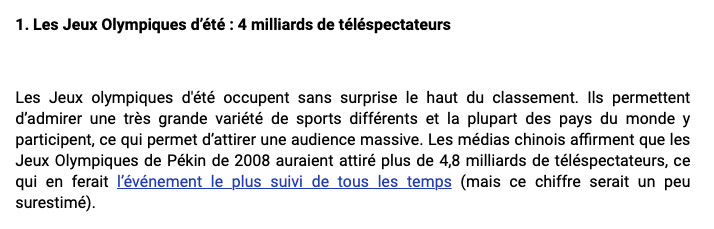 1. Les Jeux Olympiques d’été : 4 milliards de téléspectateurs
Les Jeux olympiques d'été occupent sans surprise le haut du classement. Ils permettent
d’admirer une très grande variété de sports différents et la plupart des pays du monde y
participent, ce qui permet d’attirer une audience massive. Les médias chinois affirment que les
Jeux Olympiques de Pékin de 2008 auraient attiré plus de 4,8 milliards de téléspectateurs, ce
qui en ferait l’événement le plus suivi de tous les temps (mais ce chiffre serait un peu
surestimé).